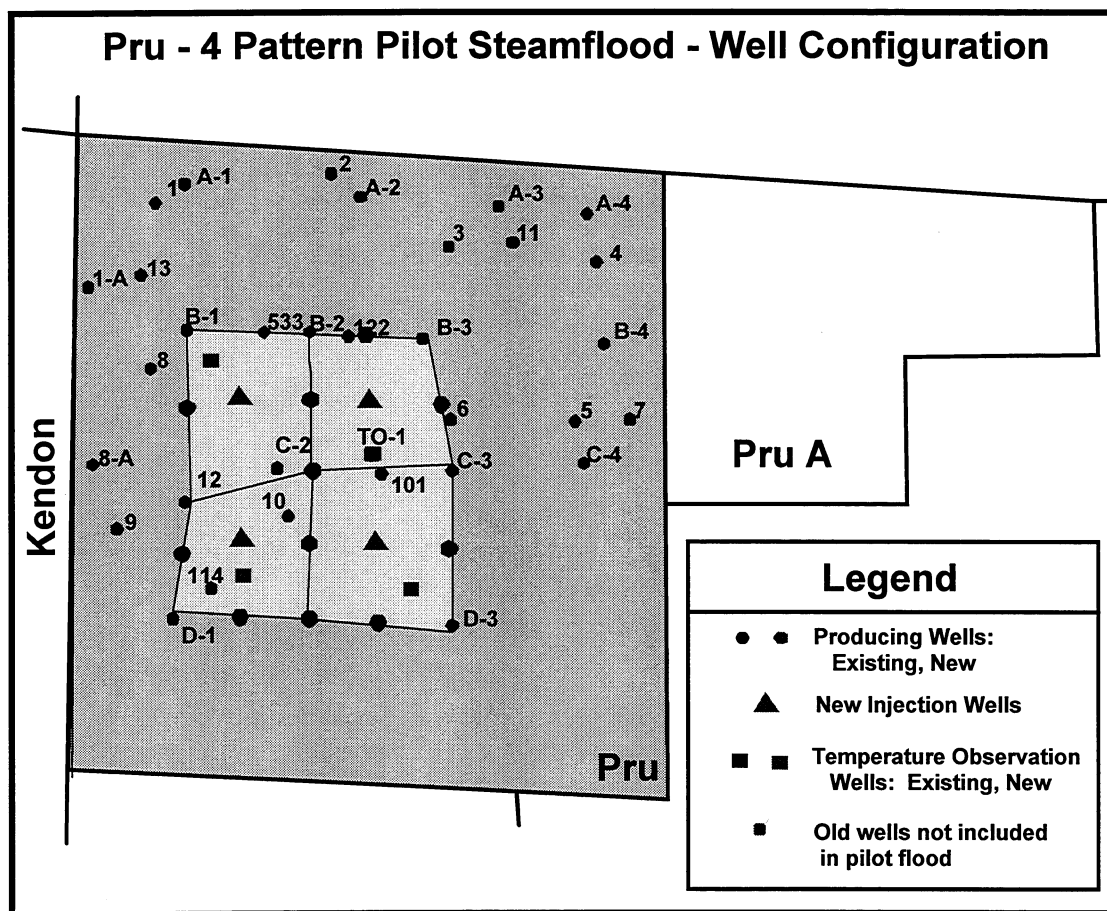 Pru - 4 Pattern Pilot Steamflood - Well Configuration
2
1 A-1
A-2
A-3
A-4
3
11
4
1-A
13
B-1
533 B-2
122
B-3
B-4
8
6
5
7
TO-1
C-2
C-3
C-4
8-A
12
101
10
9
114
D-1
D-3
Kendon
Pru A
Pru
Legend
Producing Wells:
Existing, New
New Injection Wells
Temperature Observation
Wells: Existing, New
Old wells not included
in pilot flood